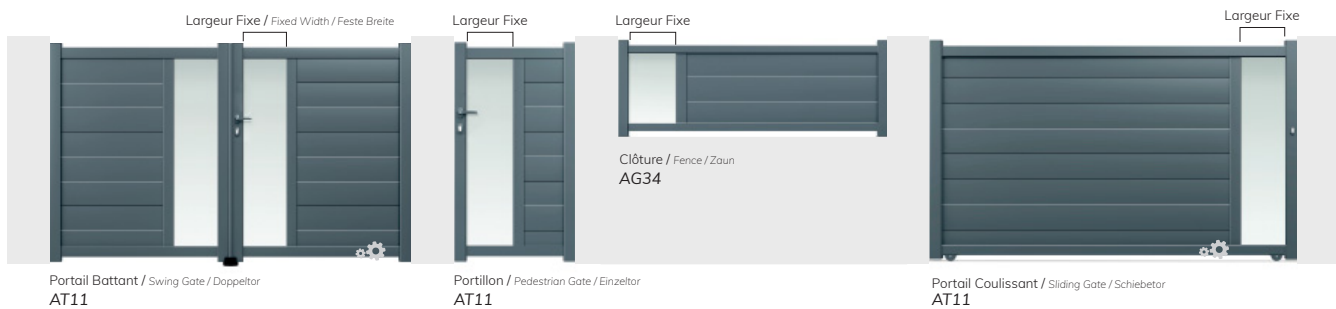 Largeur Fixe / Fixed Width / Feste Breite
Largeur Fixe
Largeur Fixe
Largeur Fixe
Portail Battant / Swing Gate / Doppeltor
AT11
Portillon / Pedestrian Gate / Einzeltor
AT11
Clôture / Fence / Zaun
AG34
Portail Coulissant / Sliding Gate / Schiebetor
AT11